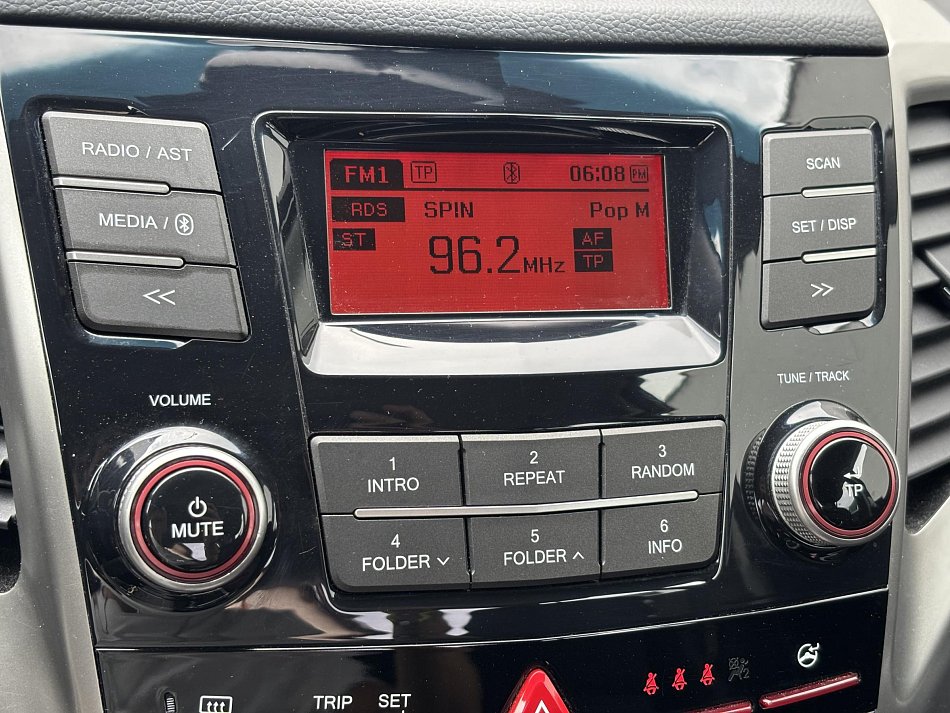 RADIO / AST
MEDIA /
<<
FM1 TP 06:08 PM
RDS SPIN Pop M
ST 96.2MHz AF
TP
SCAN
SET / DISP
>>
VOLUME
MUTE
TUNE / TRACK
TP
1
INTRO
2
REPEAT
3
RANDOM
4
FOLDER ∨
5
FOLDER ∧
6
INFO
TRIP
SET